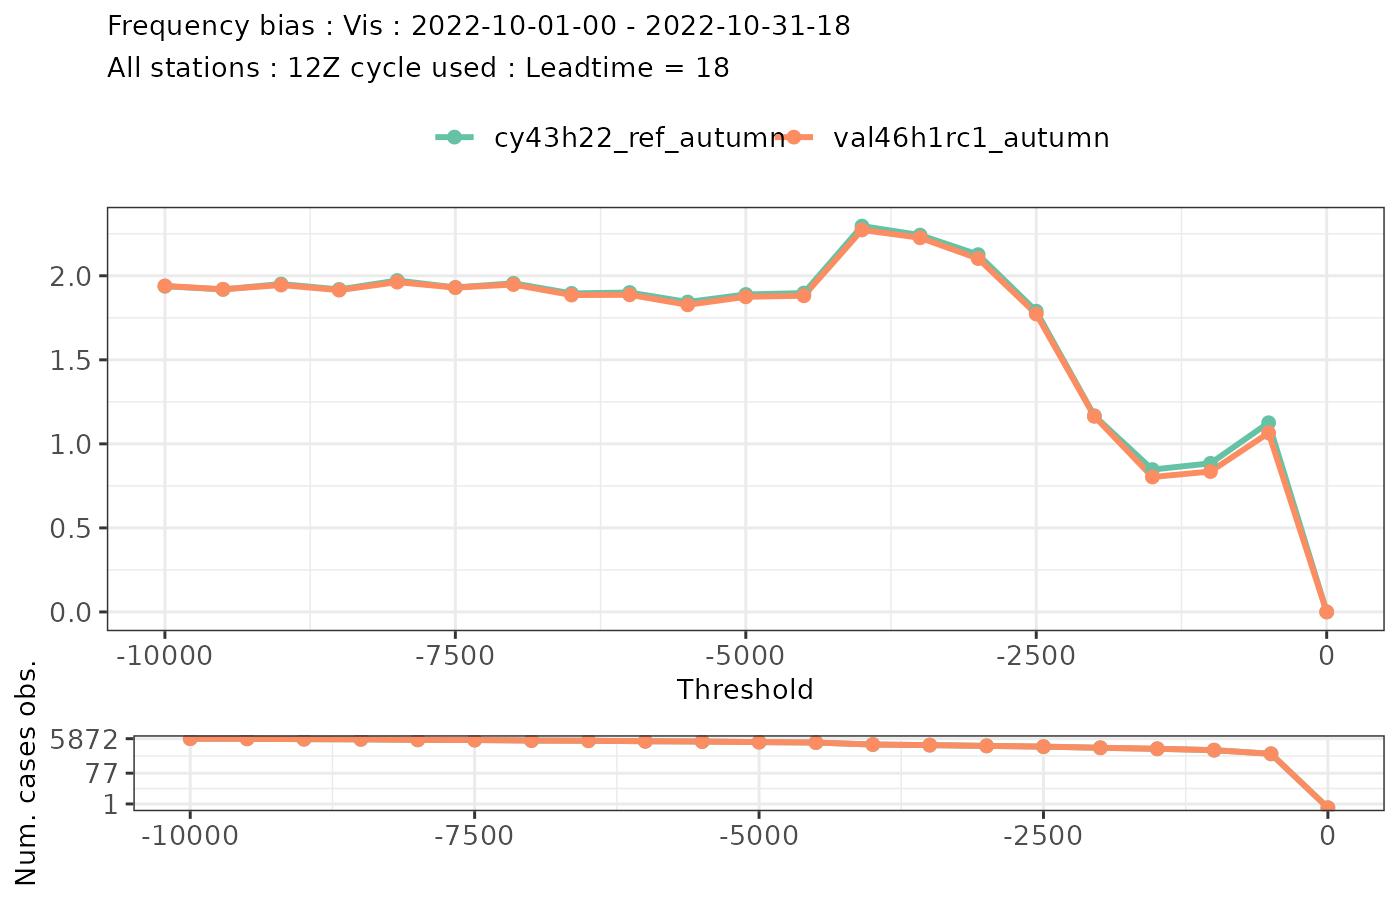 Frequency bias : Vis : 2022-10-01-00 - 2022-10-31-18
All stations : 12Z cycle used : Leadtime = 18
cy43h22_ref_autumn val46h1rc1_autumn
2.0
1.5
1.0
0.5
0.0
-10000 -7500 -5000 -2500 0
Threshold
Num. cases obs.
5872
77
1
-10000 -7500 -5000 -2500 0